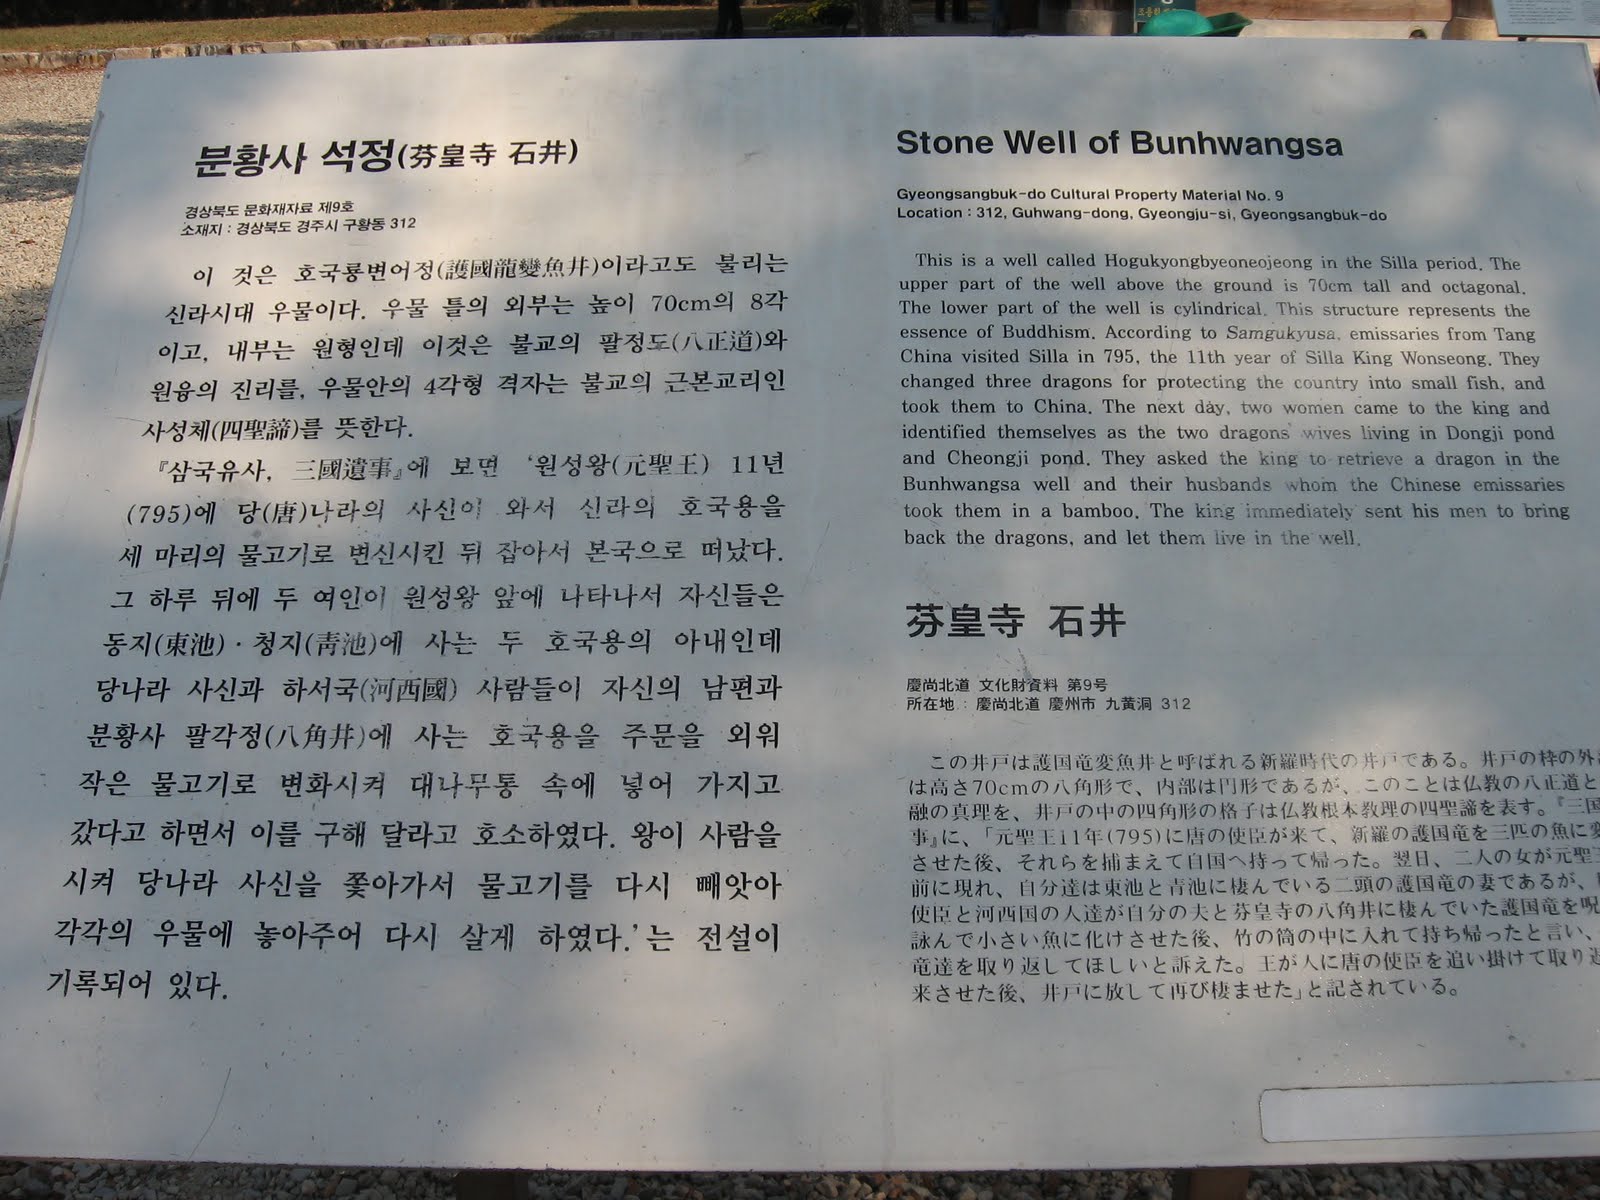 분황사 석정(芬皇寺 石井)
경상북도 문화재자료 제9호
소재지 : 경상북도 경주시 구황동 312
이 것은 호국룡변어정(護國龍變魚井)이라고도 불리는
신라시대 우물이다. 우물 틀의 외부는 높이 70cm의 8각
이고, 내부는 원형인데 이것은 불교의 팔정도(八正道)와
원융의 진리를, 우물안의 4각형 격자는 불교의 근본교리인
사성체(四聖諦)를 뜻한다.
『삼국유사, 三國遺事』에 보면 '원성왕(元聖王) 11년
(795)에 당(唐)나라의 사신이 와서 신라의 호국용을
세 마리의 물고기로 변신시킨 뒤 잡아서 본국으로 떠났다.
그 하루 뒤에 두 여인이 원성왕 앞에 나타나서 자신들은
동지(東池)·청지(靑池)에 사는 두 호국용의 아내인데
당나라 사신과 하서국(河西國) 사람들이 자신의 남편과
분황사 팔각정(八角井)에 사는 호국용을 주문을 외워
작은 물고기로 변화시켜 대나무통 속에 넣어 가지고
갔다고 하면서 이를 구해 달라고 호소하였다. 왕이 사람을
시켜 당나라 사신을 쫓아가서 물고기를 다시 빼앗아
각각의 우물에 놓아주어 다시 살게 하였다.'는 전설이
기록되어 있다.
Stone Well of Bunhwangsa
Gyeongsangbuk-do Cultural Property Material No. 9
Location : 312, Guhwang-dong, Gyeongju-si, Gyeongsangbuk-do
This is a well called Hogukyongbyeoneojeong in the Silla period. The
upper part of the well above the ground is 70cm tall and octagonal.
The lower part of the well is cylindrical. This structure represents the
essence of Buddhism. According to Samgukyusa, emissaries from Tang
China visited Silla in 795, the 11th year of Silla King Wonseong. They
changed three dragons for protecting the country into small fish, and
took them to China. The next day, two women came to the king and
identified themselves as the two dragons' wives living in Dongji pond
and Cheongji pond. They asked the king to retrieve a dragon in the
Bunhwangsa well and their husbands whom the Chinese emissaries
took them in a bamboo. The king immediately sent his men to bring
back the dragons, and let them live in the well.
芬皇寺 石井
慶尚北道 文化財資料 第9号
所在地 : 慶尚北道 慶州市 九黄洞 312
この井戸は護国竜変魚井と呼ばれる新羅時代の井戸である。井戸の枠の外
は高さ70cmの八角形で、内部は円形であるが、このことは仏教の八正道と
融の真理を、井戸の中の四角形の格子は仏教根本教理の四聖諦を表す。『三国
事』に、「元聖王11年(795)に唐の使臣が来て、新羅の護国竜を三匹の魚に変
させた後、それらを捕まえて自国へ持って帰った。翌日、二人の女が元聖王
前に現れ、自分達は東池と青池に棲んでいる二頭の護国竜の妻であるが、
使臣と河西国の人達が自分の夫と芬皇寺の八角井に棲んでいた護国竜を呪
詠んで小さい魚に化けさせた後、竹の筒の中に入れて持ち帰ったと言い、
竜達を取り返してほしいと訴えた。王が人に唐の使臣を追い掛けて取り返
来させた後、井戸に放して再び棲ませた」と記されている。